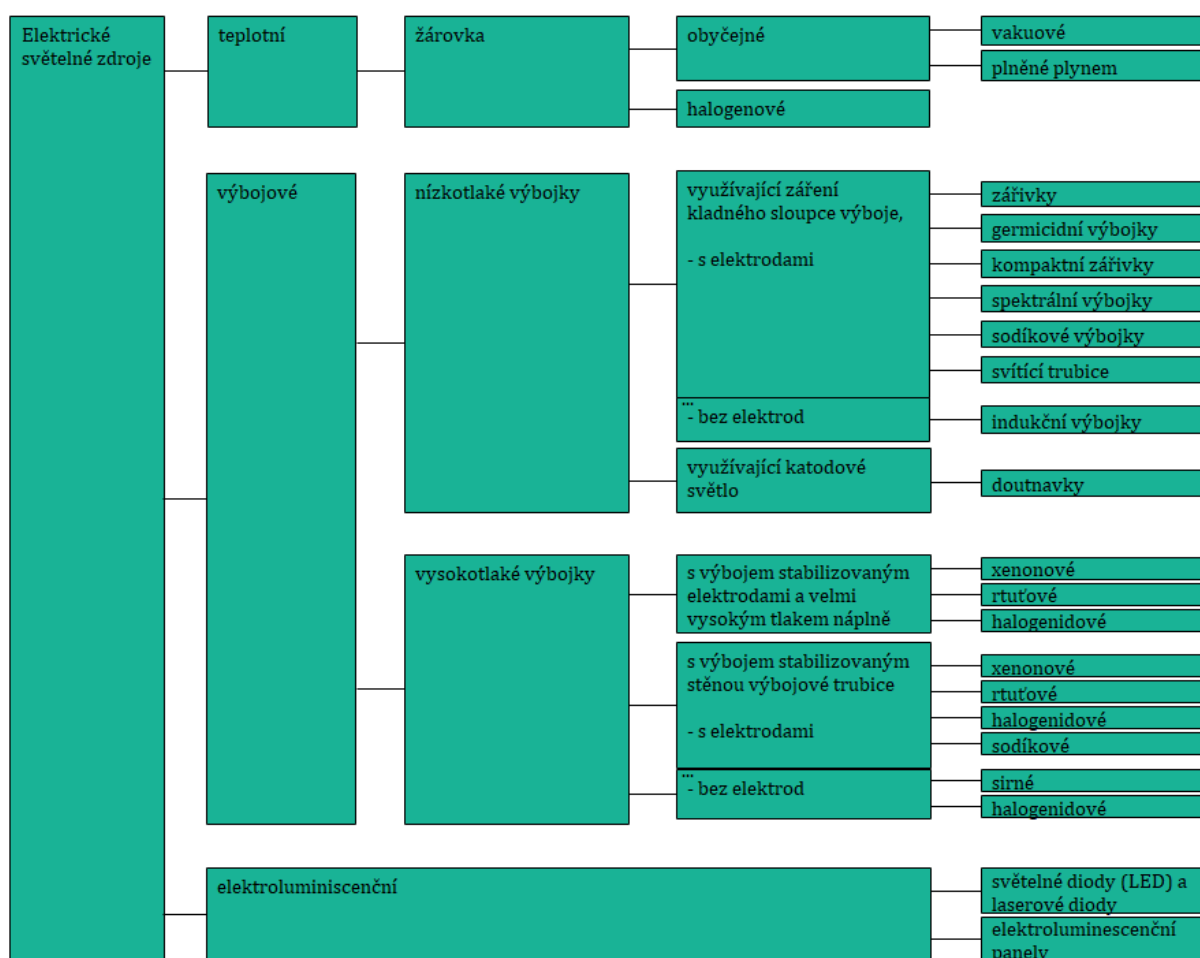 Elektrické
světelné zdroje
teplotní
žárovka
obyčejné
vakuové
plněné plynem
halogenové
výbojové
nízkotlaké výbojky
využívající záření
kladného sloupce výboje,
- s elektrodami
zářivky
germicidní výbojky
kompaktní zářivky
spektrální výbojky
sodíkové výbojky
svítící trubice
...
- bez elektrod
indukční výbojky
využívající katodové
světlo
doutnavky
vysokotlaké výbojky
s výbojem stabilizovaným
elektrodami a velmi
vysokým tlakem náplně
xenonové
rtuťové
halogenidové
s výbojem stabilizovaným
stěnou výbojové trubice
- s elektrodami
xenonové
rtuťové
halogenidové
sodíkové
...
- bez elektrod
sirné
halogenidové
elektroluminiscenční
světelné diody (LED) a
laserové diody
elektroluminescenční
panely